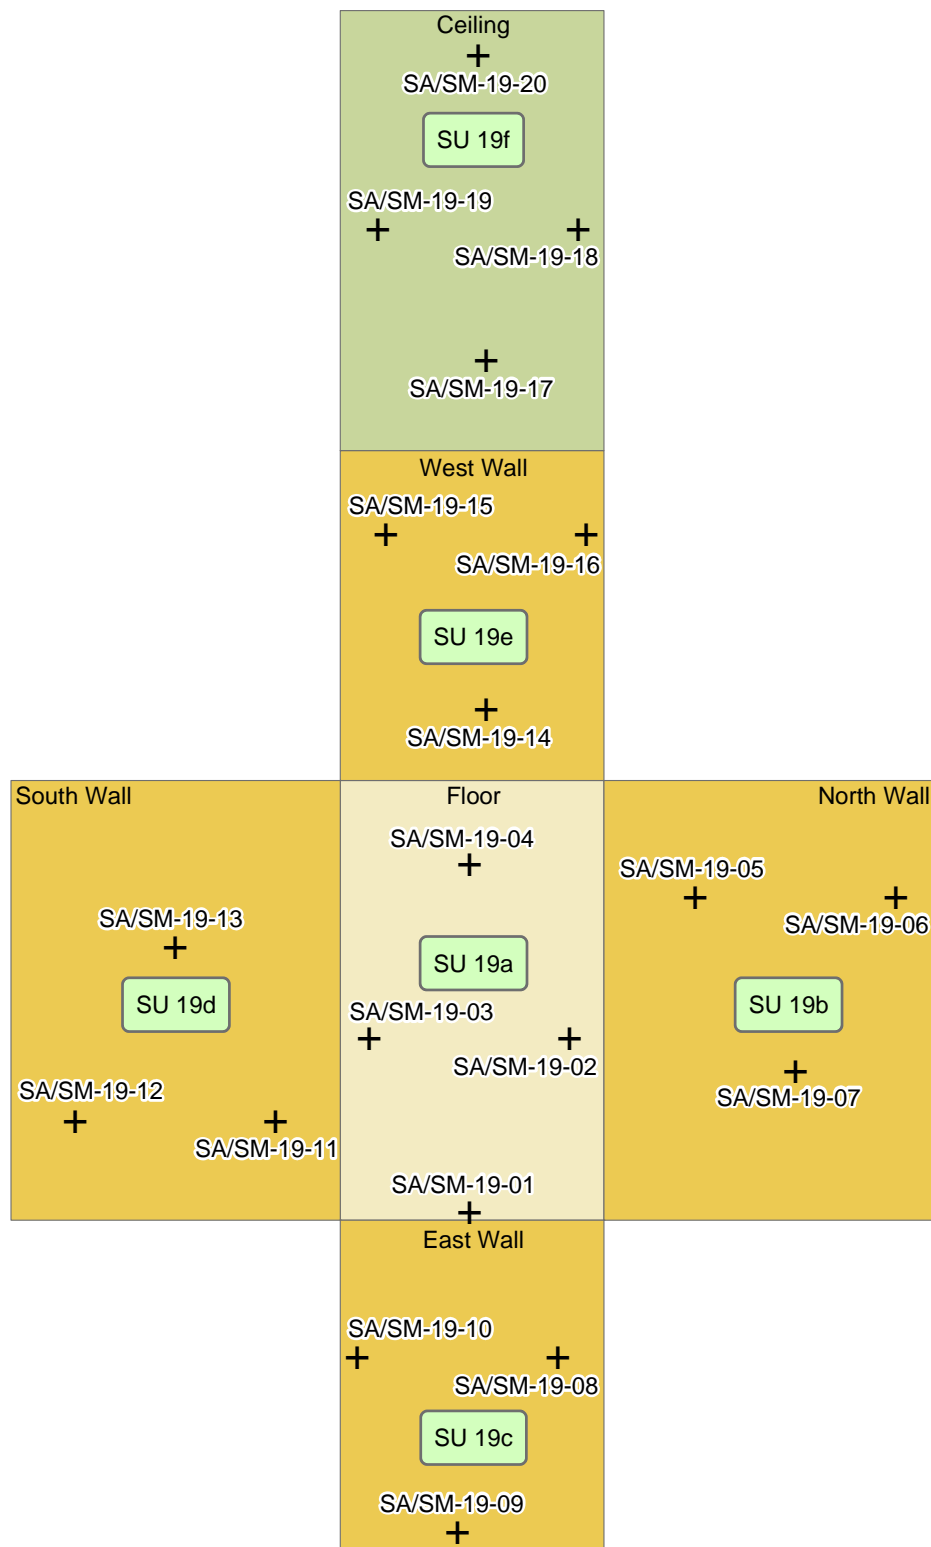 Ceiling
SA/SM-19-20
SU 19f
SA/SM-19-19
SA/SM-19-18
SA/SM-19-17
West Wall
SA/SM-19-15
SA/SM-19-16
SU 19e
SA/SM-19-14
South Wall
Floor
North Wall
SA/SM-19-04
SA/SM-19-05
SA/SM-19-06
SA/SM-19-13
SU 19a
SU 19d
SU 19b
SA/SM-19-03
SA/SM-19-02
SA/SM-19-07
SA/SM-19-12
SA/SM-19-11
SA/SM-19-01
East Wall
SA/SM-19-10
SA/SM-19-08
SU 19c
SA/SM-19-09